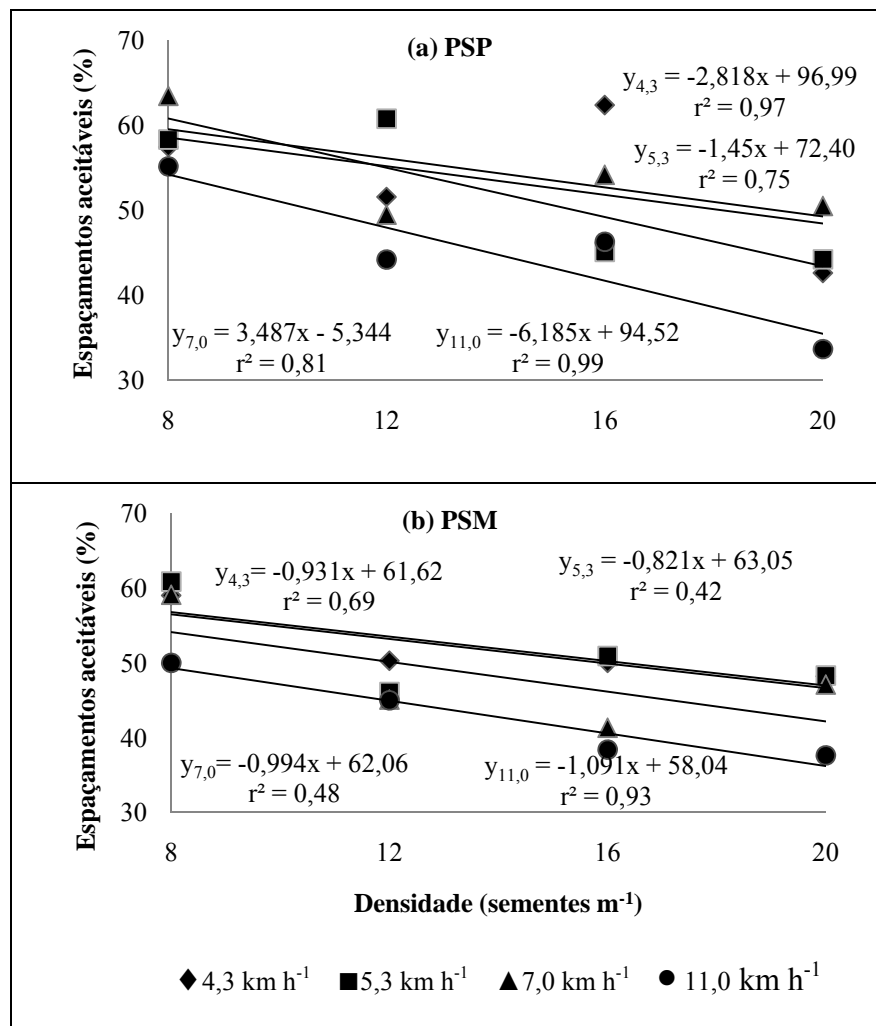 (a) PSP
Espaçamentos aceitáveis (%)
70
60
50
40
30
y4,3 = -2,818x + 96,99
r² = 0,97
y5,3 = -1,45x + 72,40
r² = 0,75
y7,0 = 3,487x - 5,344
r² = 0,81
y11,0 = -6,185x + 94,52
r² = 0,99
8 12 16 20
(b) PSM
Espaçamentos aceitáveis (%)
70
60
50
40
30
y4,3= -0,931x + 61,62
r² = 0,69
y5,3 = -0,821x + 63,05
r² = 0,42
y7,0= -0,994x + 62,06
r² = 0,48
y11,0 = -1,091x + 58,04
r² = 0,93
8 12 16 20
Densidade (sementes m⁻¹)
4,3 km h⁻¹ 5,3 km h⁻¹ 7,0 km h⁻¹ 11,0 km h⁻¹